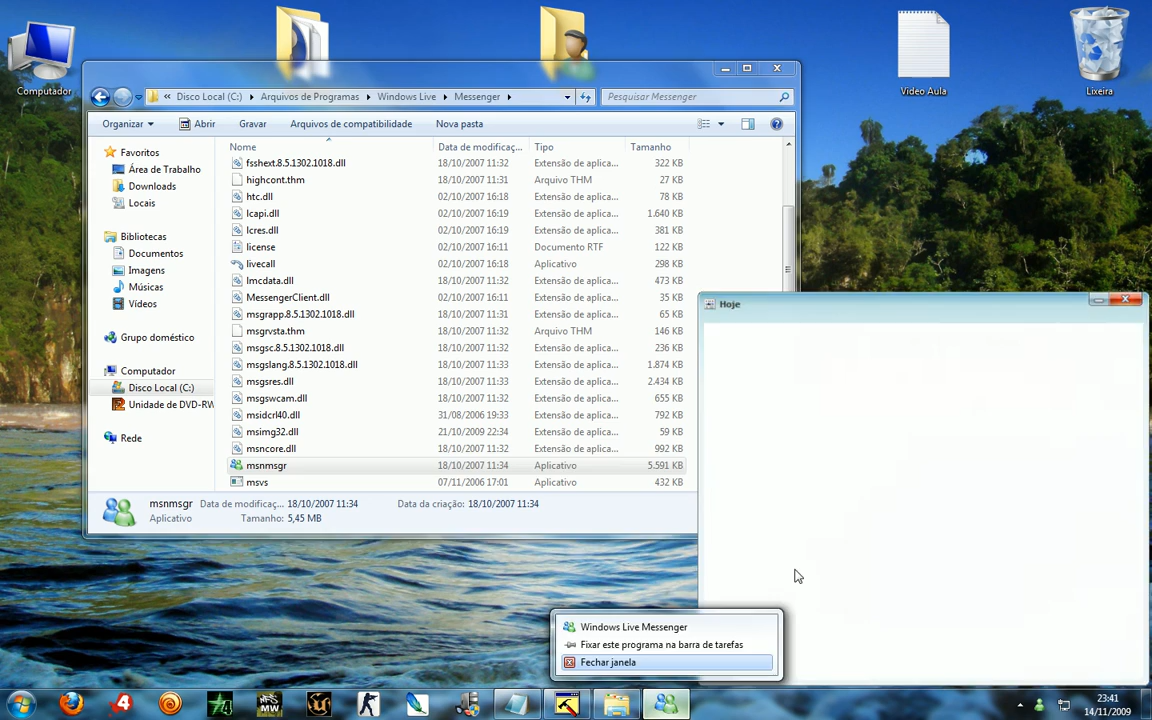 Computador
Video Aula
Lixeira
« Disco Local (C:) Arquivos de Programas Windows Live Messenger
Pesquisar Messenger
Organizar Abrir Gravar Arquivos de compatibilidade Nova pasta
Favoritos
Área de Trabalho
Downloads
Locais
Bibliotecas
Documentos
Imagens
Músicas
Vídeos
Grupo doméstico
Computador
Disco Local (C:)
Unidade de DVD-RW
Rede
Nome Data de modificaç... Tipo Tamanho
fsshext.8.5.1302.1018.dll 18/10/2007 11:32 Extensão de aplica... 322 KB
highcont.thm 18/10/2007 11:31 Arquivo THM 27 KB
htc.dll 02/10/2007 16:18 Extensão de aplica... 78 KB
lcapi.dll 02/10/2007 16:19 Extensão de aplica... 1.640 KB
lcres.dll 02/10/2007 16:19 Extensão de aplica... 381 KB
license 02/10/2007 16:11 Documento RTF 122 KB
livecall 02/10/2007 16:18 Aplicativo 298 KB
lmcdata.dll 18/10/2007 11:32 Extensão de aplica... 473 KB
MessengerClient.dll 02/10/2007 16:11 Extensão de aplica... 35 KB
msgrapp.8.5.1302.1018.dll 18/10/2007 11:31 Extensão de aplica... 65 KB
msgrvsta.thm 18/10/2007 11:32 Arquivo THM 146 KB
msgsc.8.5.1302.1018.dll 18/10/2007 11:32 Extensão de aplica... 236 KB
msgslang.8.5.1302.1018.dll 18/10/2007 11:33 Extensão de aplica... 1.874 KB
msgsres.dll 18/10/2007 11:33 Extensão de aplica... 2.434 KB
msgswcam.dll 18/10/2007 11:32 Extensão de aplica... 655 KB
msidcrl40.dll 31/08/2006 19:33 Extensão de aplica... 792 KB
msimg32.dll 21/10/2009 22:34 Extensão de aplica... 59 KB
msncore.dll 18/10/2007 11:32 Extensão de aplica... 992 KB
msnmsgr 18/10/2007 11:34 Aplicativo 5.591 KB
msvs 07/11/2006 17:01 Aplicativo 432 KB
msnmsgr Data de modificaç... 18/10/2007 11:34 Data da criação: 18/10/2007 11:34
Aplicativo Tamanho: 5,45 MB
Hoje
Windows Live Messenger
Fixar este programa na barra de tarefas
Fechar janela
NFS
MW
23:41
14/11/2009